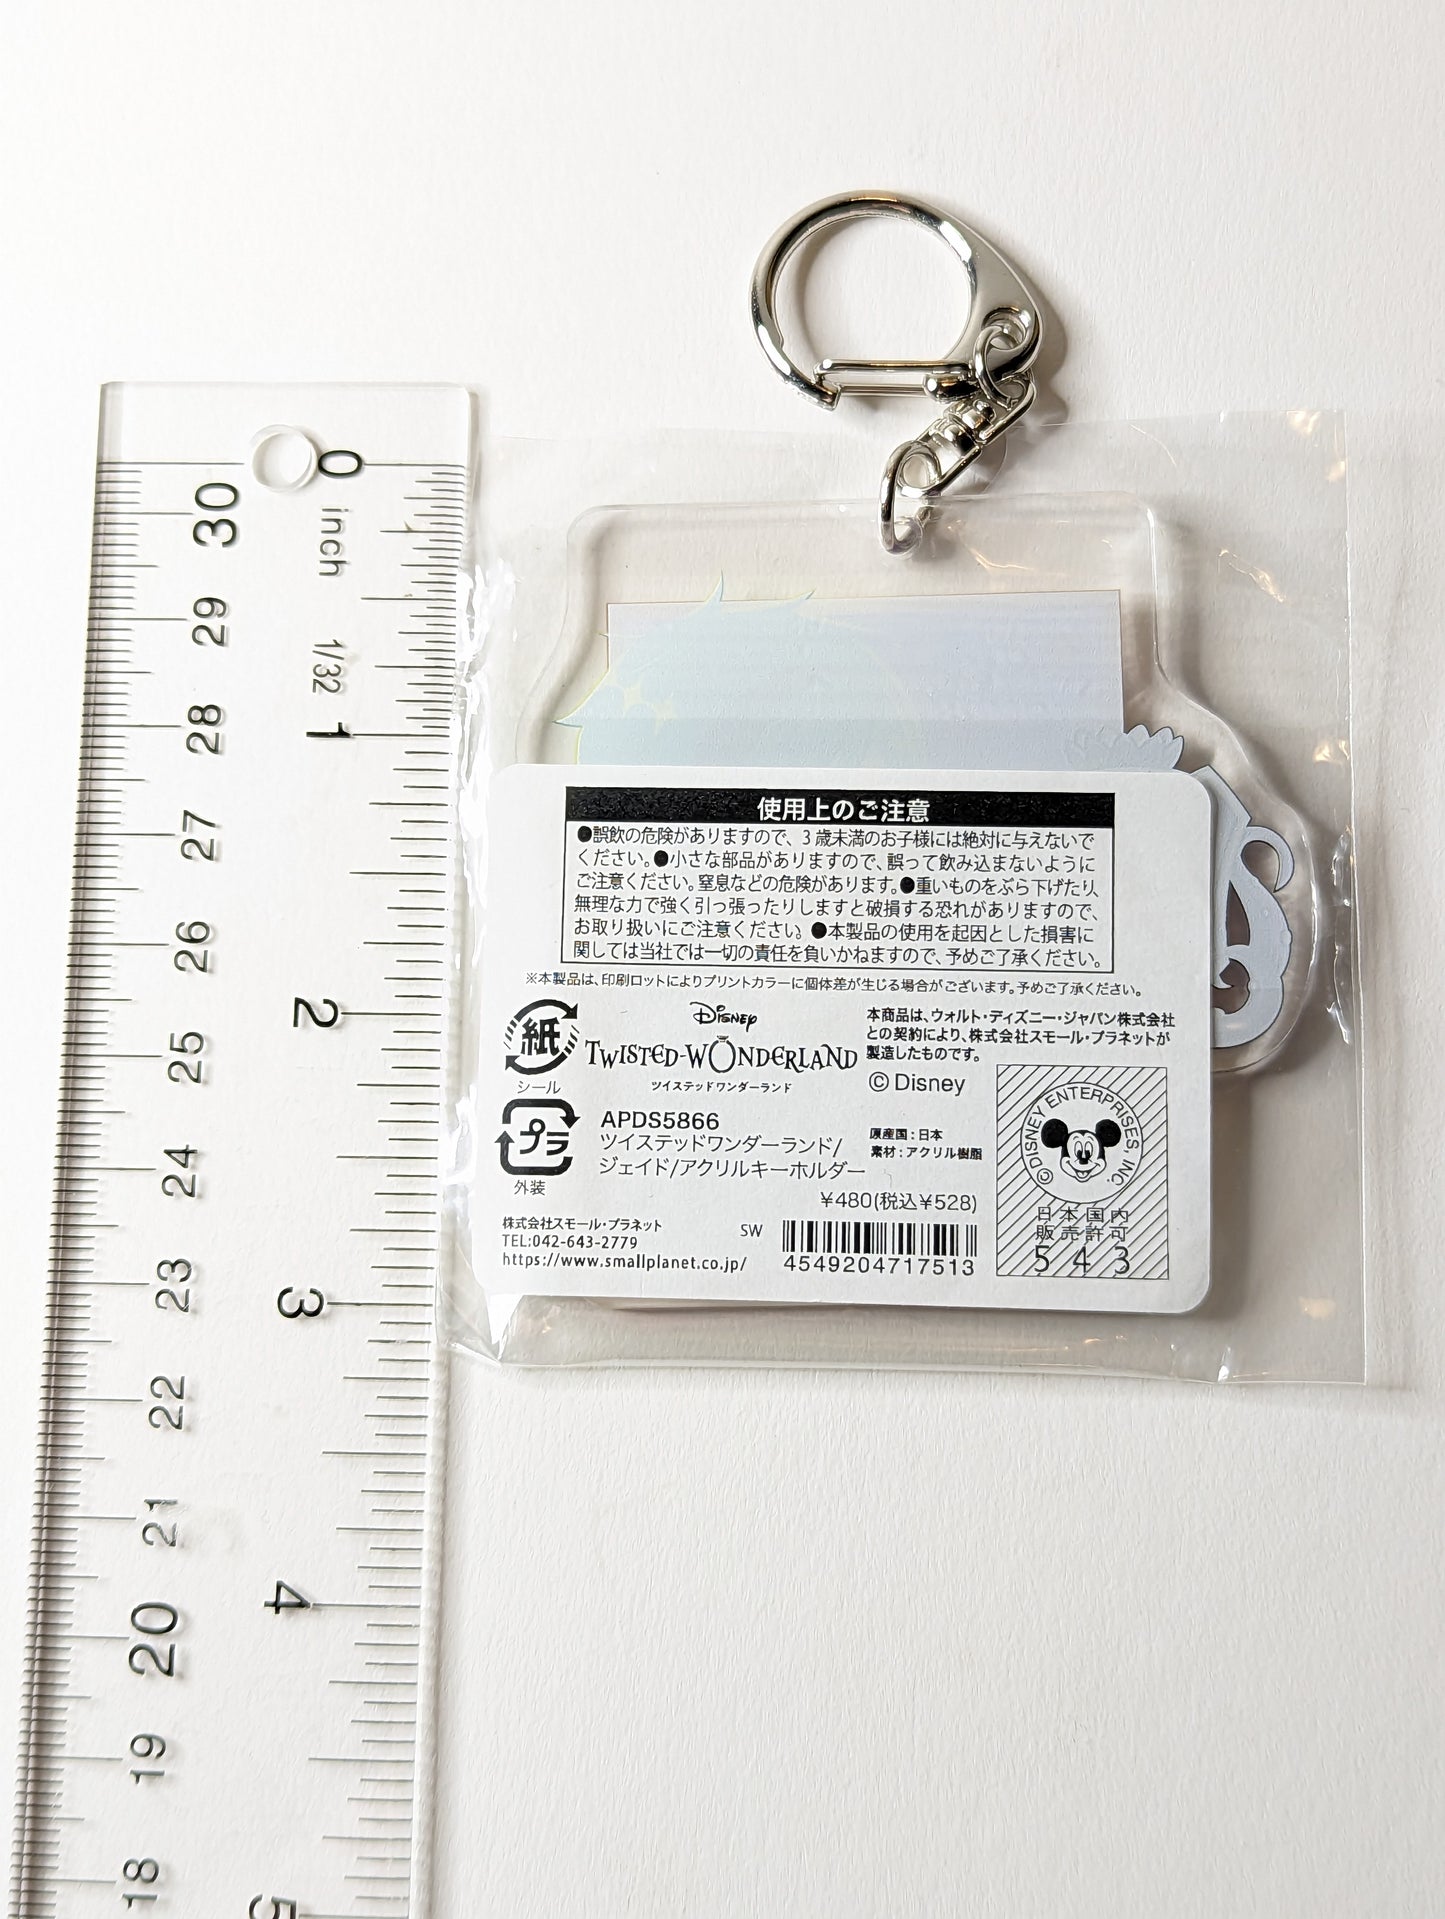 0
inch
1/32
1
2
3
4
5
30
29
28
27
26
25
24
23
22
21
20
19
18
使用上のご注意
●誤飲の危険がありますので、3歳未満のお子様には絶対に与えないで
ください。●小さな部品がありますので、誤って飲み込まないように
ご注意ください。窒息などの危険があります。●重いものをぶら下げたり、
無理な力で強く引っ張ったりしますと破損する恐れがありますので、
お取り扱いにご注意ください。●本製品の使用を起因とした損害に
関しては当社では一切の責任を負いかねますので、予めご了承ください。
※本製品は、印刷ロットによりプリントカラーに個体差が生じる場合がございます。予めご了承ください。
紙
シール
プラ
外装
Disney
TWISTED-WONDERLAND
ツイステッドワンダーランド
本商品は、ウォルト・ディズニー・ジャパン株式会社
との契約により、株式会社スモール・プラネットが
製造したものです。
© Disney
APDS5866
ツイステッドワンダーランド/
ジェイド/アクリルキーホルダー
原産国:日本
素材:アクリル樹脂
¥480(税込¥528)
株式会社スモール・プラネット
TEL:042-643-2779
https://www.smallplanet.co.jp/
SW
4549204717513
©DISNEY ENTERPRISES, INC.
日本国内
販売許可
543